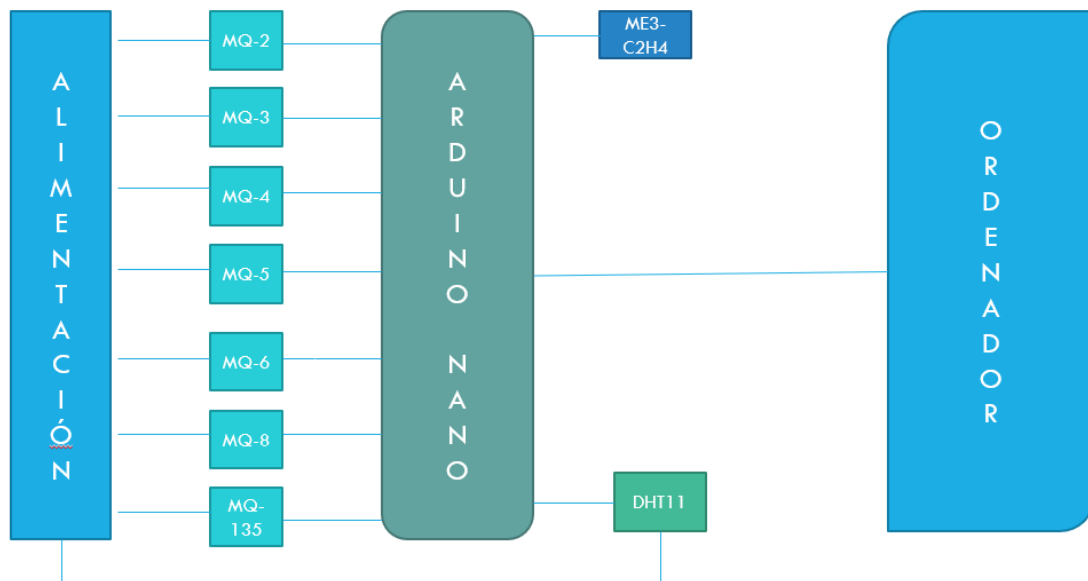 ALIMENTACIÓN
MQ-2
MQ-3
MQ-4
MQ-5
MQ-6
MQ-8
MQ-
135
ARDUINO NANO
ME3-
C2H4
DHT11
ORDENADOR